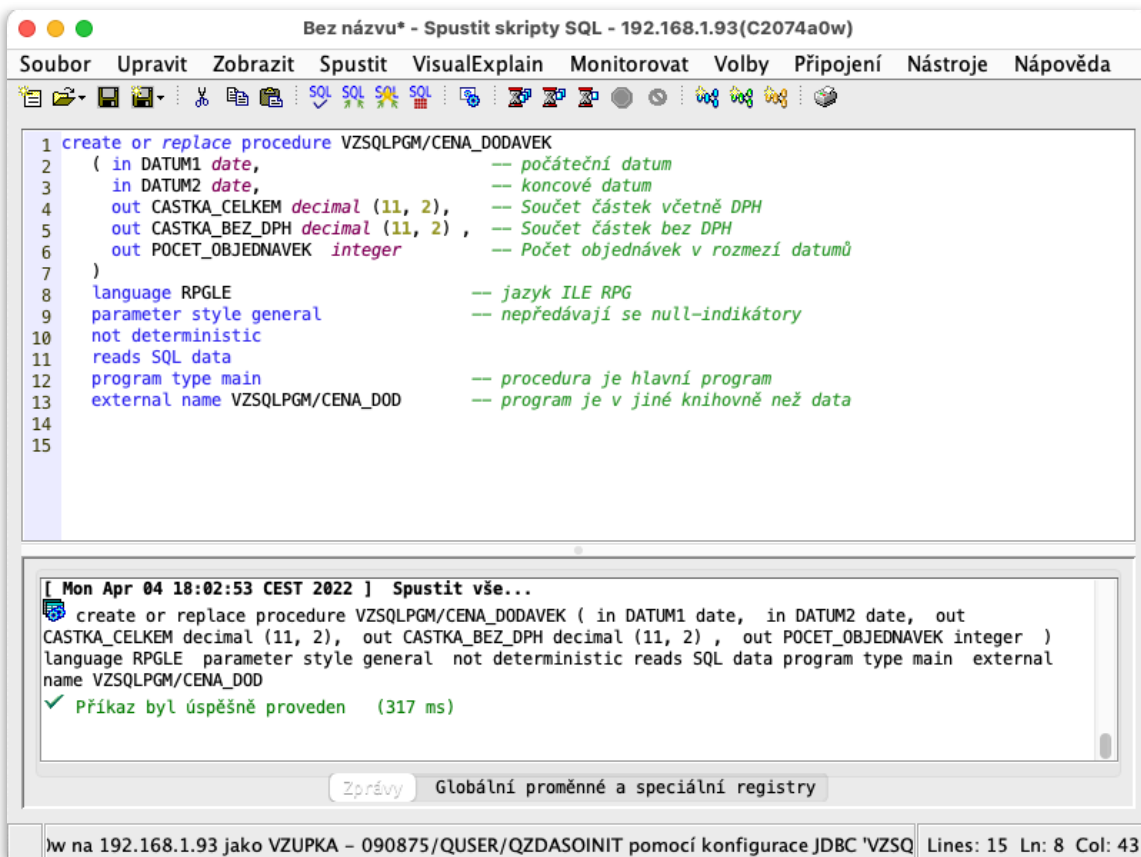 Bez názvu* - Spustit skripty SQL - 192.168.1.93(C2074a0w)
Soubor Upravit Zobrazit Spustit VisualExplain Monitorovat Volby Připojení Nástroje Nápověda
SQL SQL SQL SQL
1 create or replace procedure VZSQLPGM/CENA_DODAVEK
2 ( in DATUM1 date, -- počáteční datum
3 in DATUM2 date, -- koncové datum
4 out CASTKA_CELKEM decimal (11, 2), -- Součet částek včetně DPH
5 out CASTKA_BEZ_DPH decimal (11, 2) , -- Součet částek bez DPH
6 out POCET_OBJEDNAVEK integer -- Počet objednávek v rozmezí datumů
7 )
8 language RPGLE -- jazyk ILE RPG
9 parameter style general -- nepředávají se null-indikátory
10 not deterministic
11 reads SQL data
12 program type main -- procedura je hlavní program
13 external name VZSQLPGM/CENA_DOD -- program je v jiné knihovně než data
14
15
[ Mon Apr 04 18:02:53 CEST 2022 ] Spustit vše...
create or replace procedure VZSQLPGM/CENA_DODAVEK ( in DATUM1 date, in DATUM2 date, out
CASTKA_CELKEM decimal (11, 2), out CASTKA_BEZ_DPH decimal (11, 2) , out POCET_OBJEDNAVEK integer )
language RPGLE parameter style general not deterministic reads SQL data program type main external
name VZSQLPGM/CENA_DOD
Příkaz byl úspěšně proveden (317 ms)
Zprávy Globální proměnné a speciální registry
w na 192.168.1.93 jako VZUPKA - 090875/QUSER/QZDASOINIT pomocí konfigurace JDBC 'VZSQ Lines: 15 Ln: 8 Col: 43